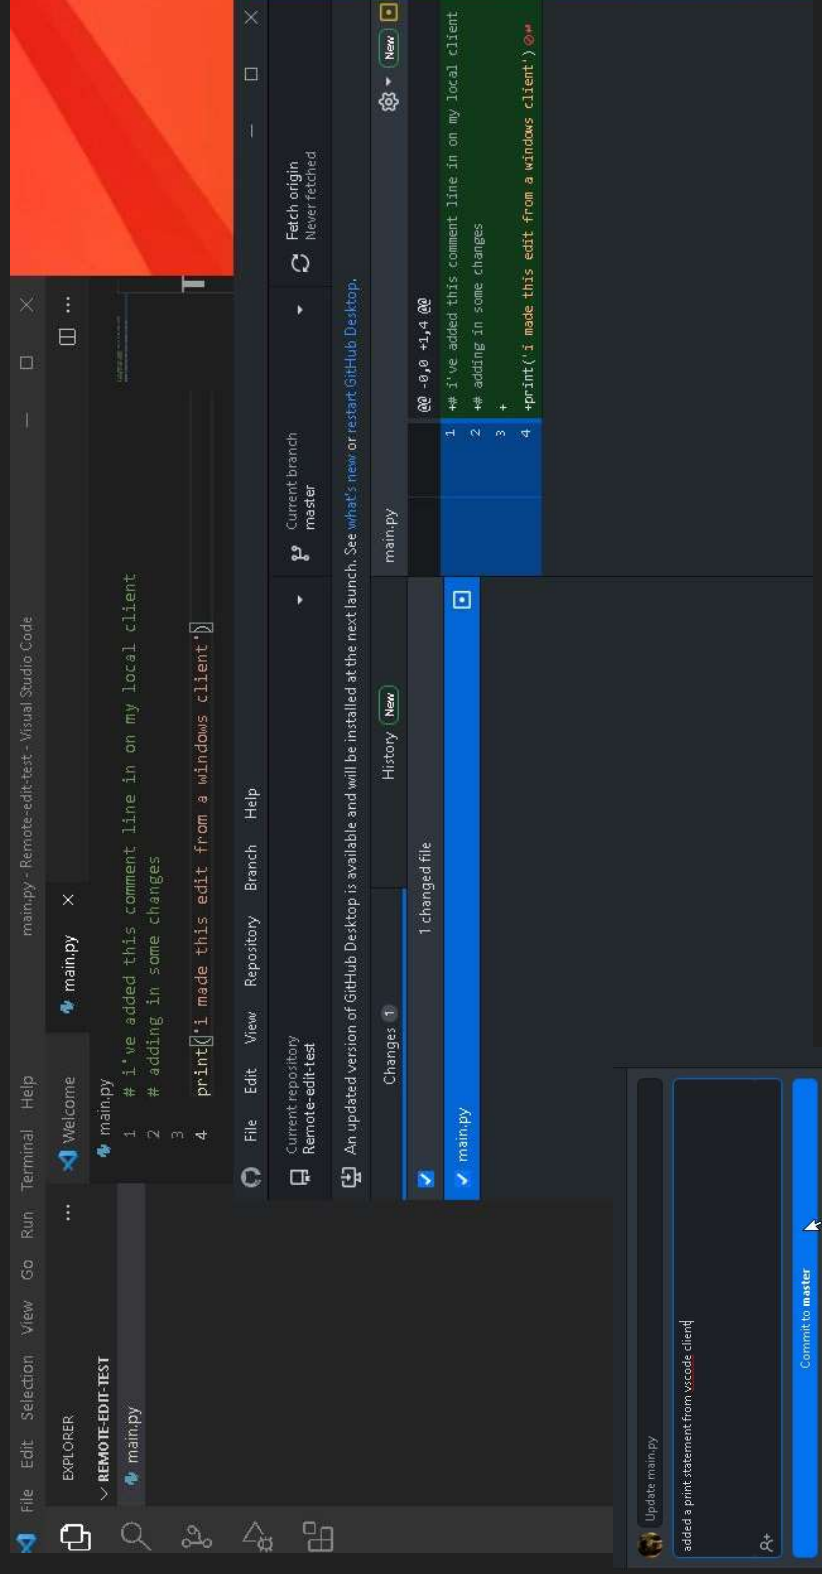 File Edit Selection View Go Run Terminal Help main.py - Remote-edit-test - Visual Studio Code
EXPLORER
Welcome
main.py
REMOTE-EDIT-TEST
main.py
main.py
1 # i've added this comment line in on my local client
2 # adding in some changes
3
4 print('i made this edit from a windows client')
File Edit View Repository Branch Help
Current repository
Remote-edit-test
Current branch
master
Fetch origin
Never fetched
An updated version of GitHub Desktop is available and will be installed at the next launch. See what's new or restart GitHub Desktop.
Changes 1
History New
main.py
New
1 changed file
main.py
@@ -0,0 +1,4 @@
1 +# i've added this comment line in on my local client
2 +# adding in some changes
3 +
4 +print('i made this edit from a windows client')
Update main.py
added a print statement from vscode client
Commit to master